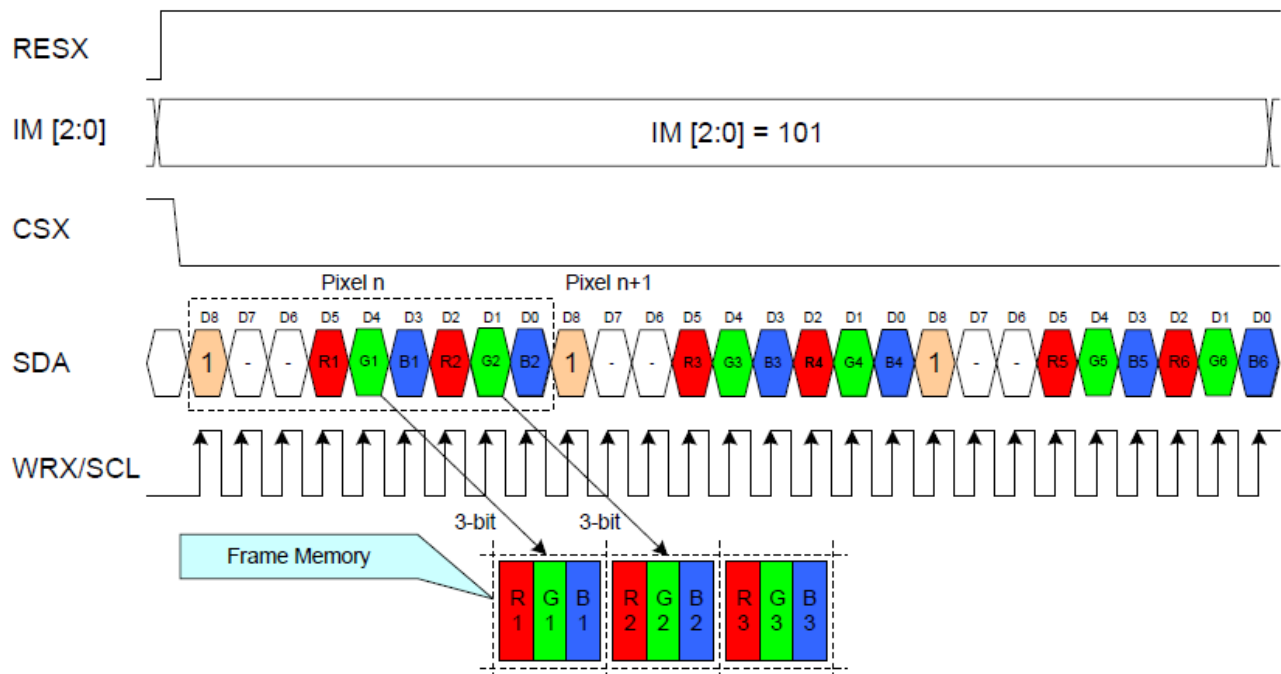 RESX
IM [2:0]
IM [2:0] = 101
CSX
Pixel n Pixel n+1
D8 D7 D6 D5 D4 D3 D2 D1 D0 D8 D7 D6 D5 D4 D3 D2 D1 D0 D8 D7 D6 D5 D4 D3 D2 D1 D0
SDA 1 - - R1 G1 B1 R2 G2 B2 1 - - R3 G3 B3 R4 G4 B4 1 - - R5 G5 B5 R6 G6 B6
WRX/SCL
3-bit 3-bit
Frame Memory
R G B R G B R G B
1 1 1 2 2 2 3 3 3